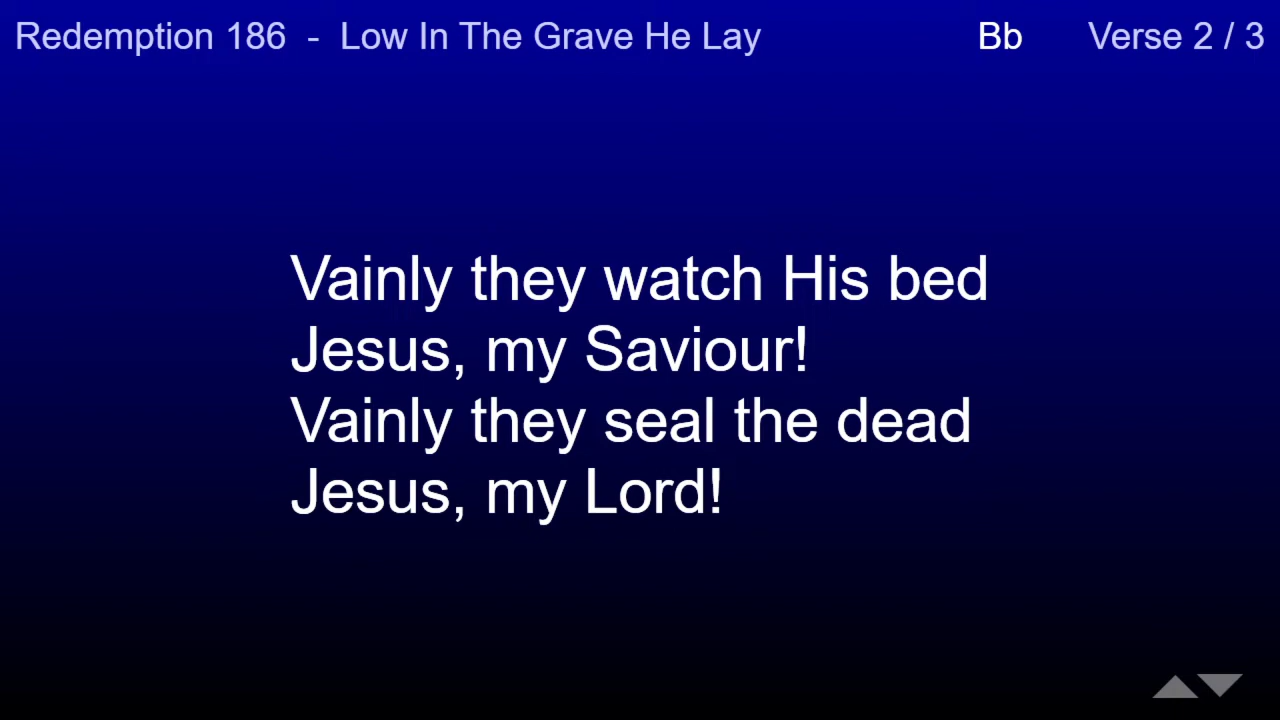 Redemption 186 - Low In The Grave He Lay Bb Verse 2 / 3
Vainly they watch His bed
Jesus, my Saviour!
Vainly they seal the dead
Jesus, my Lord!